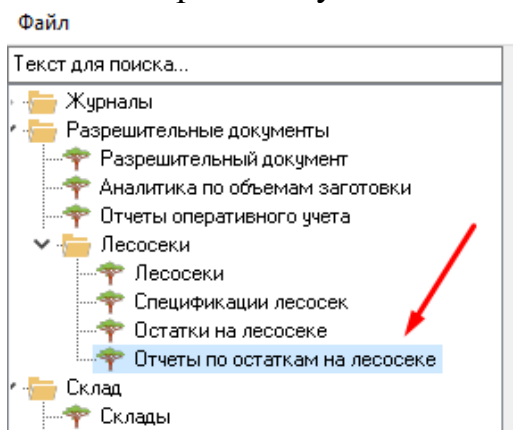 Файл
Текст для поиска...
Журналы
Разрешительные документы
Разрешительный документ
Аналитика по объемам заготовки
Отчеты оперативного учета
Лесосеки
Лесосеки
Спецификации лесосек
Остатки на лесосеке
Отчеты по остаткам на лесосеке
Склад
Склады